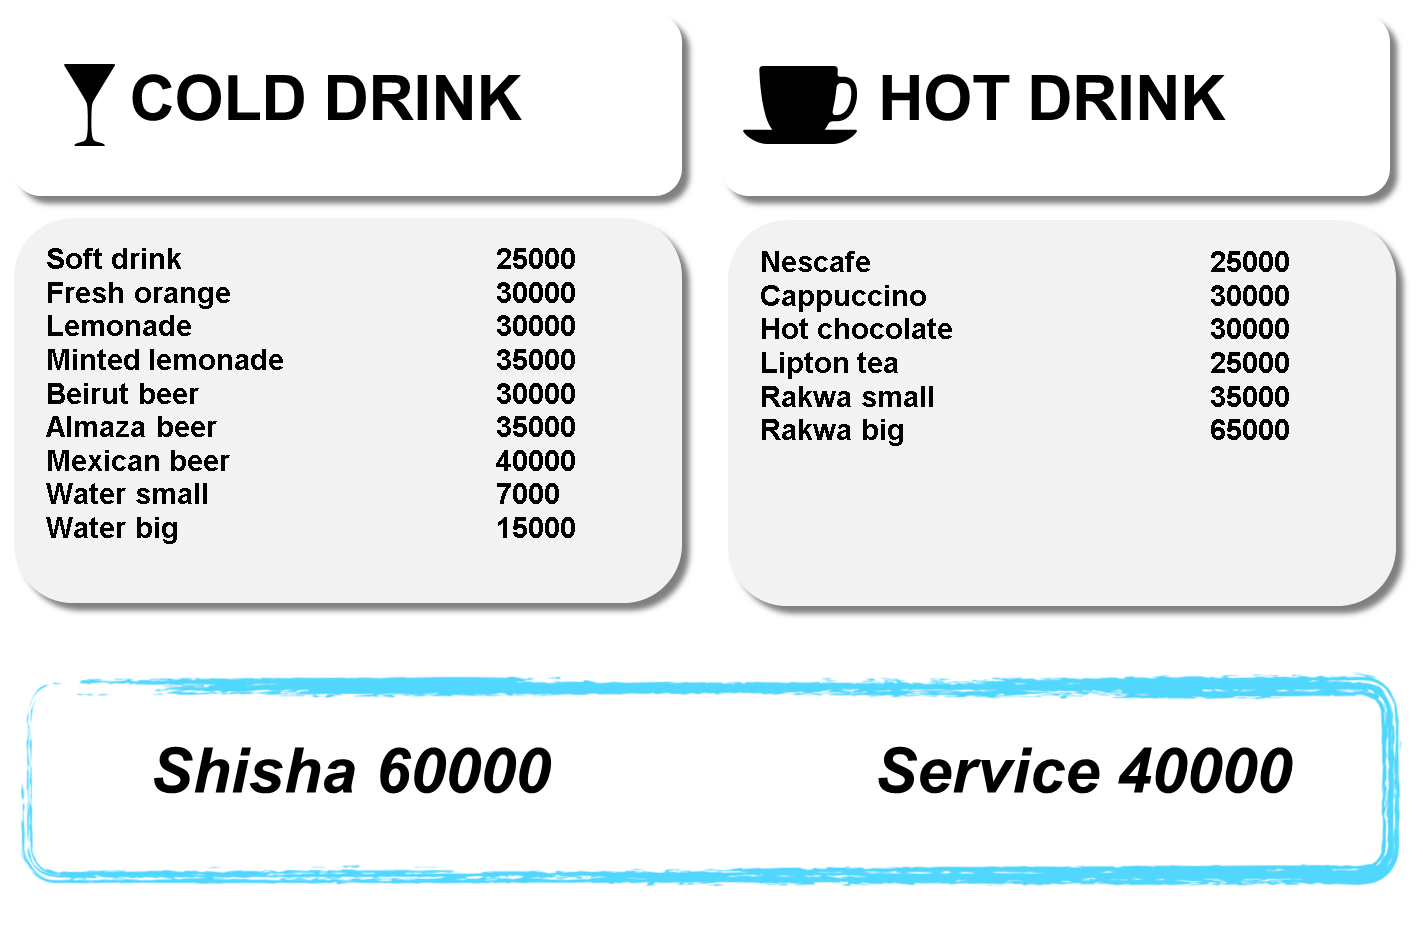 COLD DRINK
Soft drink 25000
Fresh orange 30000
Lemonade 30000
Minted lemonade 35000
Beirut beer 30000
Almaza beer 35000
Mexican beer 40000
Water small 7000
Water big 15000
HOT DRINK
Nescafe 25000
Cappuccino 30000
Hot chocolate 30000
Lipton tea 25000
Rakwa small 35000
Rakwa big 65000
Shisha 60000
Service 40000